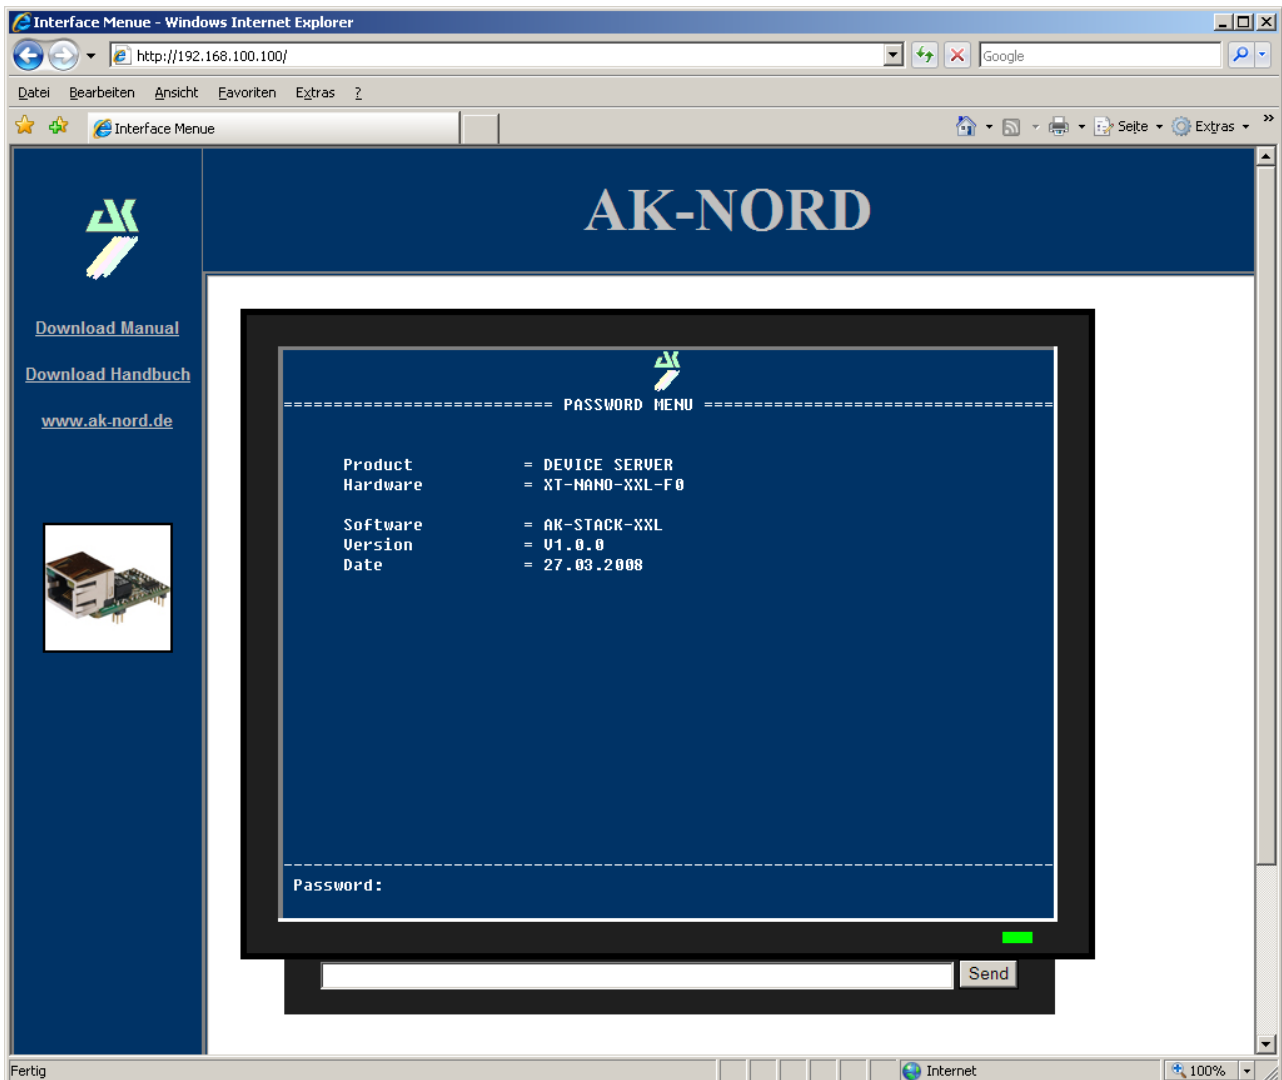 Interface Menue - Windows Internet Explorer
http://192.168.100.100/
Google
Datei Bearbeiten Ansicht Favoriten Extras ?
Interface Menue
Seite Extras »
AK
AK-NORD
Download Manual
Download Handbuch
www.ak-nord.de
AK
=========================== PASSWORD MENU ===================================
Product = DEVICE SERVER
Hardware = XT-NANO-XXL-F0
Software = AK-STACK-XXL
Version = V1.0.0
Date = 27.03.2008
-----------------------------------------------------------------------------
Password:
Send
Fertig
Internet
100%